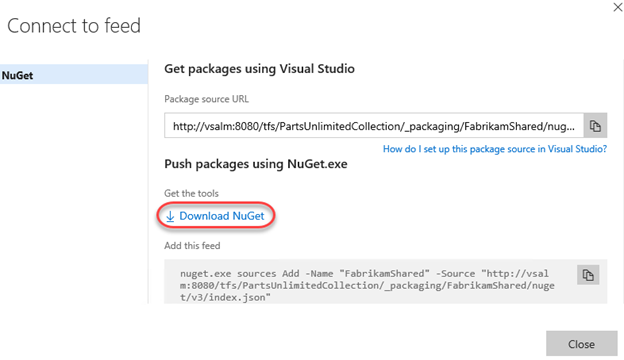 Connect to feed
NuGet
Get packages using Visual Studio
Package source URL
http://vsalm:8080/tfs/PartsUnlimitedCollection/_packaging/FabrikamShared/nug...
How do I set up this package source in Visual Studio?
Push packages using NuGet.exe
Get the tools
Download NuGet
Add this feed
nuget.exe sources Add -Name "FabrikamShared" -Source "http://vsal
m:8080/tfs/PartsUnlimitedCollection/_packaging/FabrikamShared/nuge
t/v3/index.json"
Close